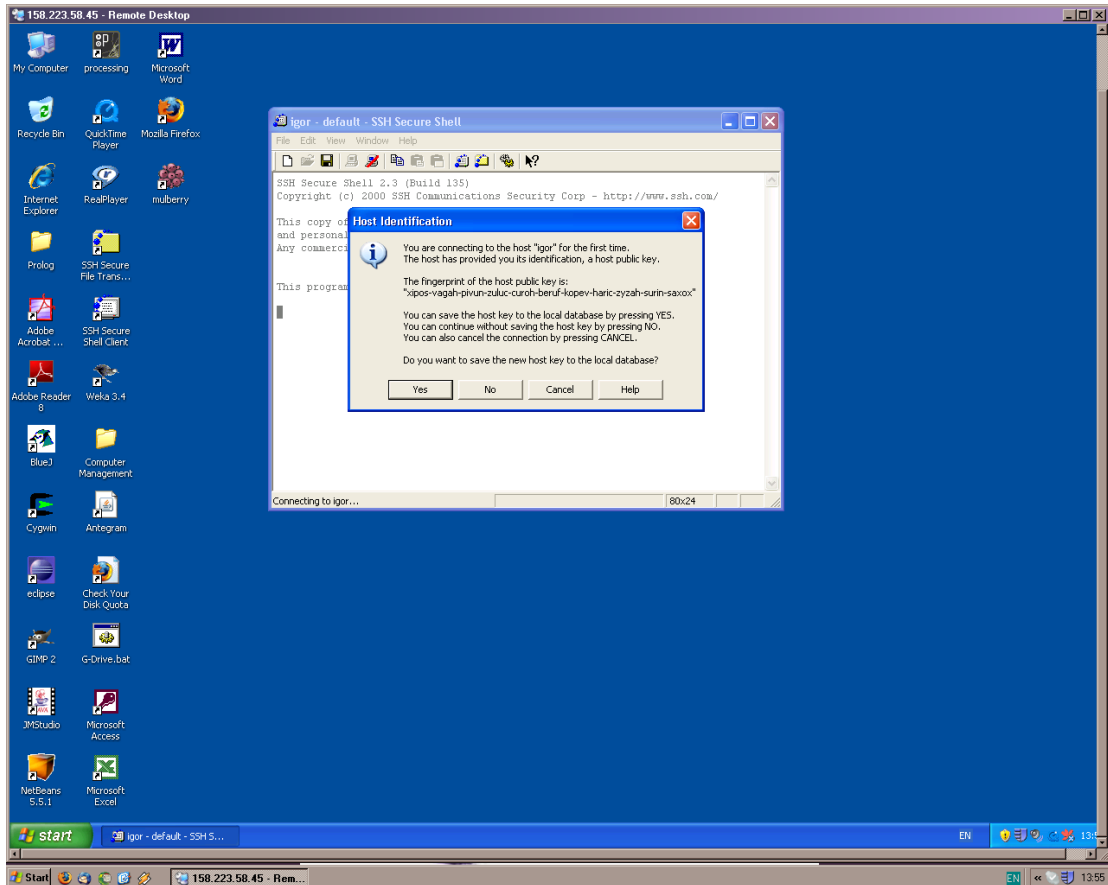 158.223.58.45 - Remote Desktop
My Computer
processing
Microsoft
Word
Recycle Bin
QuickTime
Player
Mozilla Firefox
Internet
Explorer
RealPlayer
mulberry
Prolog
SSH Secure
File Trans...
Adobe
Acrobat ...
SSH Secure
Shell Client
Adobe Reader
8
Weka 3.4
BlueJ
Computer
Management
Cygwin
Antegram
eclipse
Check Your
Disk Quota
GIMP 2
G-Drive.bat
JMStudio
Microsoft
Access
NetBeans
5.5.1
Microsoft
Excel
igor - default - SSH Secure Shell
File Edit View Window Help
SSH Secure Shell 2.3 (Build 135)
Copyright (c) 2000 SSH Communications Security Corp - http://www.ssh.com/
This copy of
and personal
Any commerci
This program
Host Identification
You are connecting to the host "igor" for the first time.
The host has provided you its identification, a host public key.
The fingerprint of the host public key is:
"xipos-vagah-pivun-zuluc-curoh-beruf-kopev-haric-zyzah-surin-saxox"
You can save the host key to the local database by pressing YES.
You can continue without saving the host key by pressing NO.
You can also cancel the connection by pressing CANCEL.
Do you want to save the new host key to the local database?
Yes No Cancel Help
Connecting to igor...
80x24
start
igor - default - SSH S...
EN
Start
158.223.58.45 - Rem...
EN
13:55